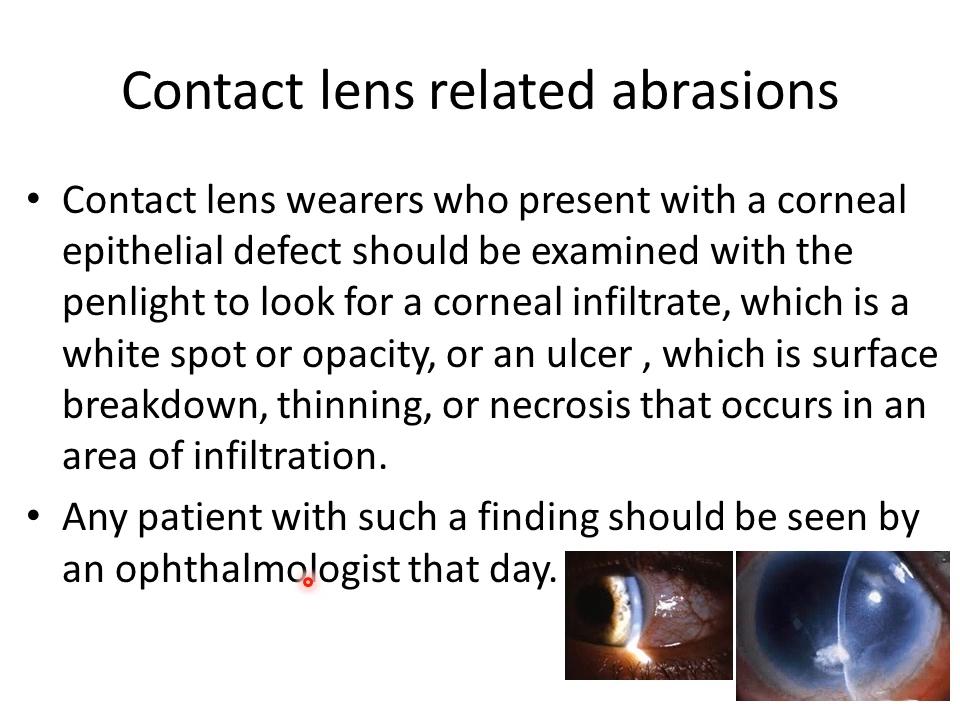 Contact lens related abrasions
• Contact lens wearers who present with a corneal
epithelial defect should be examined with the
penlight to look for a corneal infiltrate, which is a
white spot or opacity, or an ulcer , which is surface
breakdown, thinning, or necrosis that occurs in an
area of infiltration.
• Any patient with such a finding should be seen by
an ophthalmologist that day.